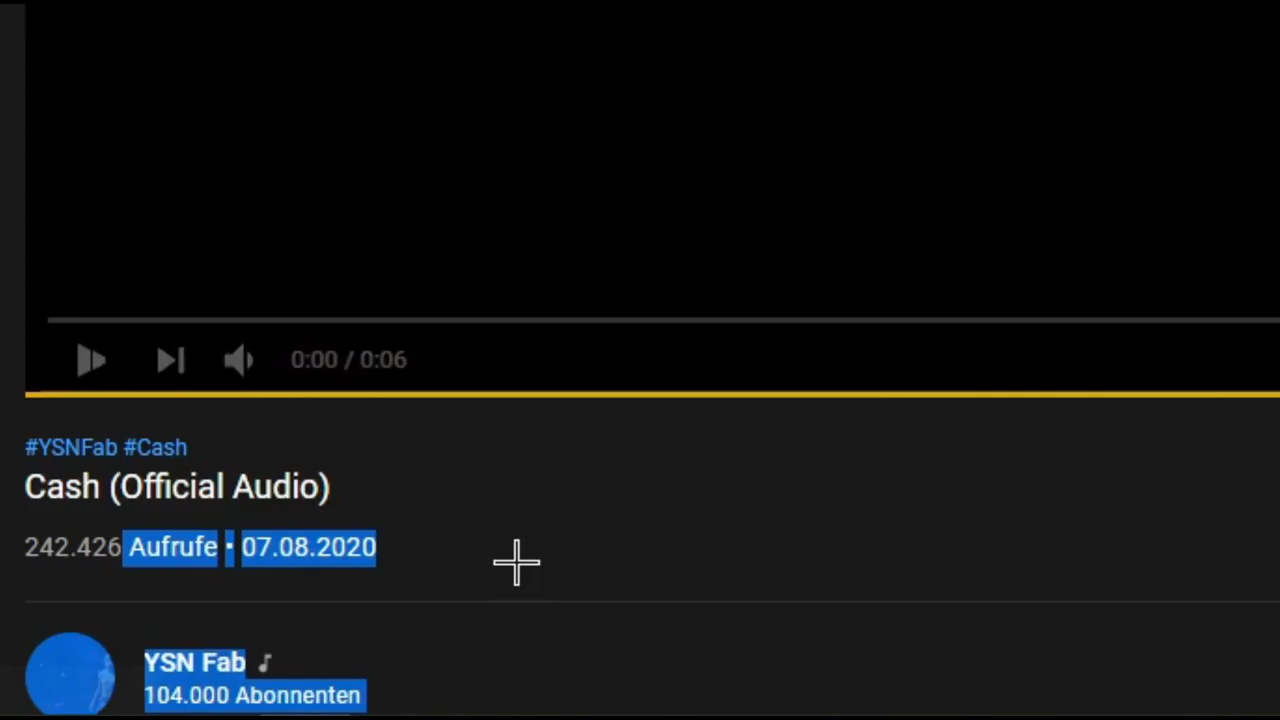 0:00 / 0:06
#YSNFab #Cash
Cash (Official Audio)
242.426 Aufrufe • 07.08.2020
YSN Fab
104.000 Abonnenten